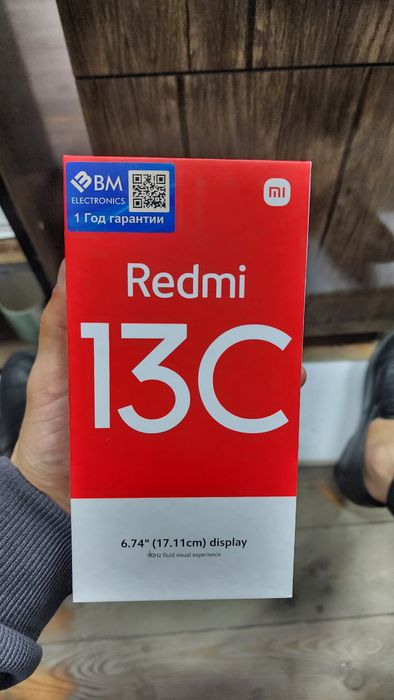 BM
ELECTRONICS
1 Год гарантии
mi
Redmi
13C
6.74" (17.11cm) display
90Hz fluid visual experience